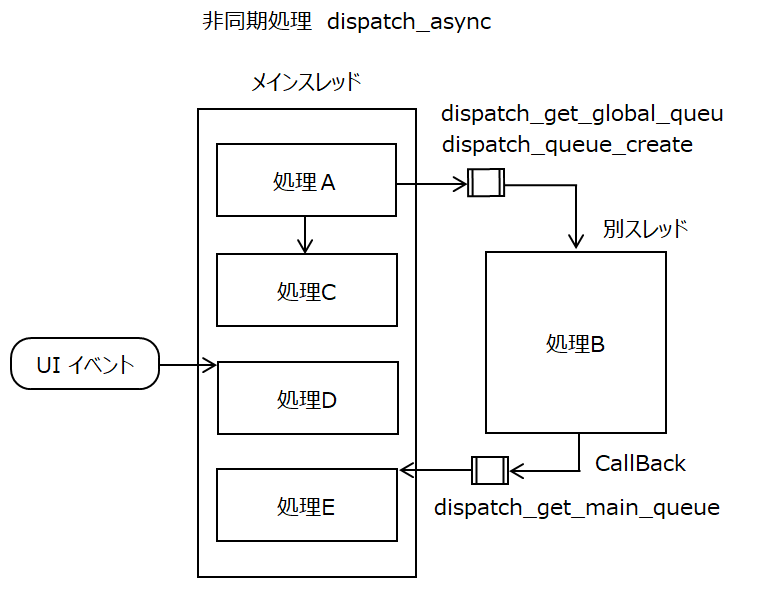 非同期処理 dispatch_async
メインスレッド
dispatch_get_global_queu
dispatch_queue_create
処理A
別スレッド
処理C
処理B
UI イベント
処理D
CallBack
処理E
dispatch_get_main_queue